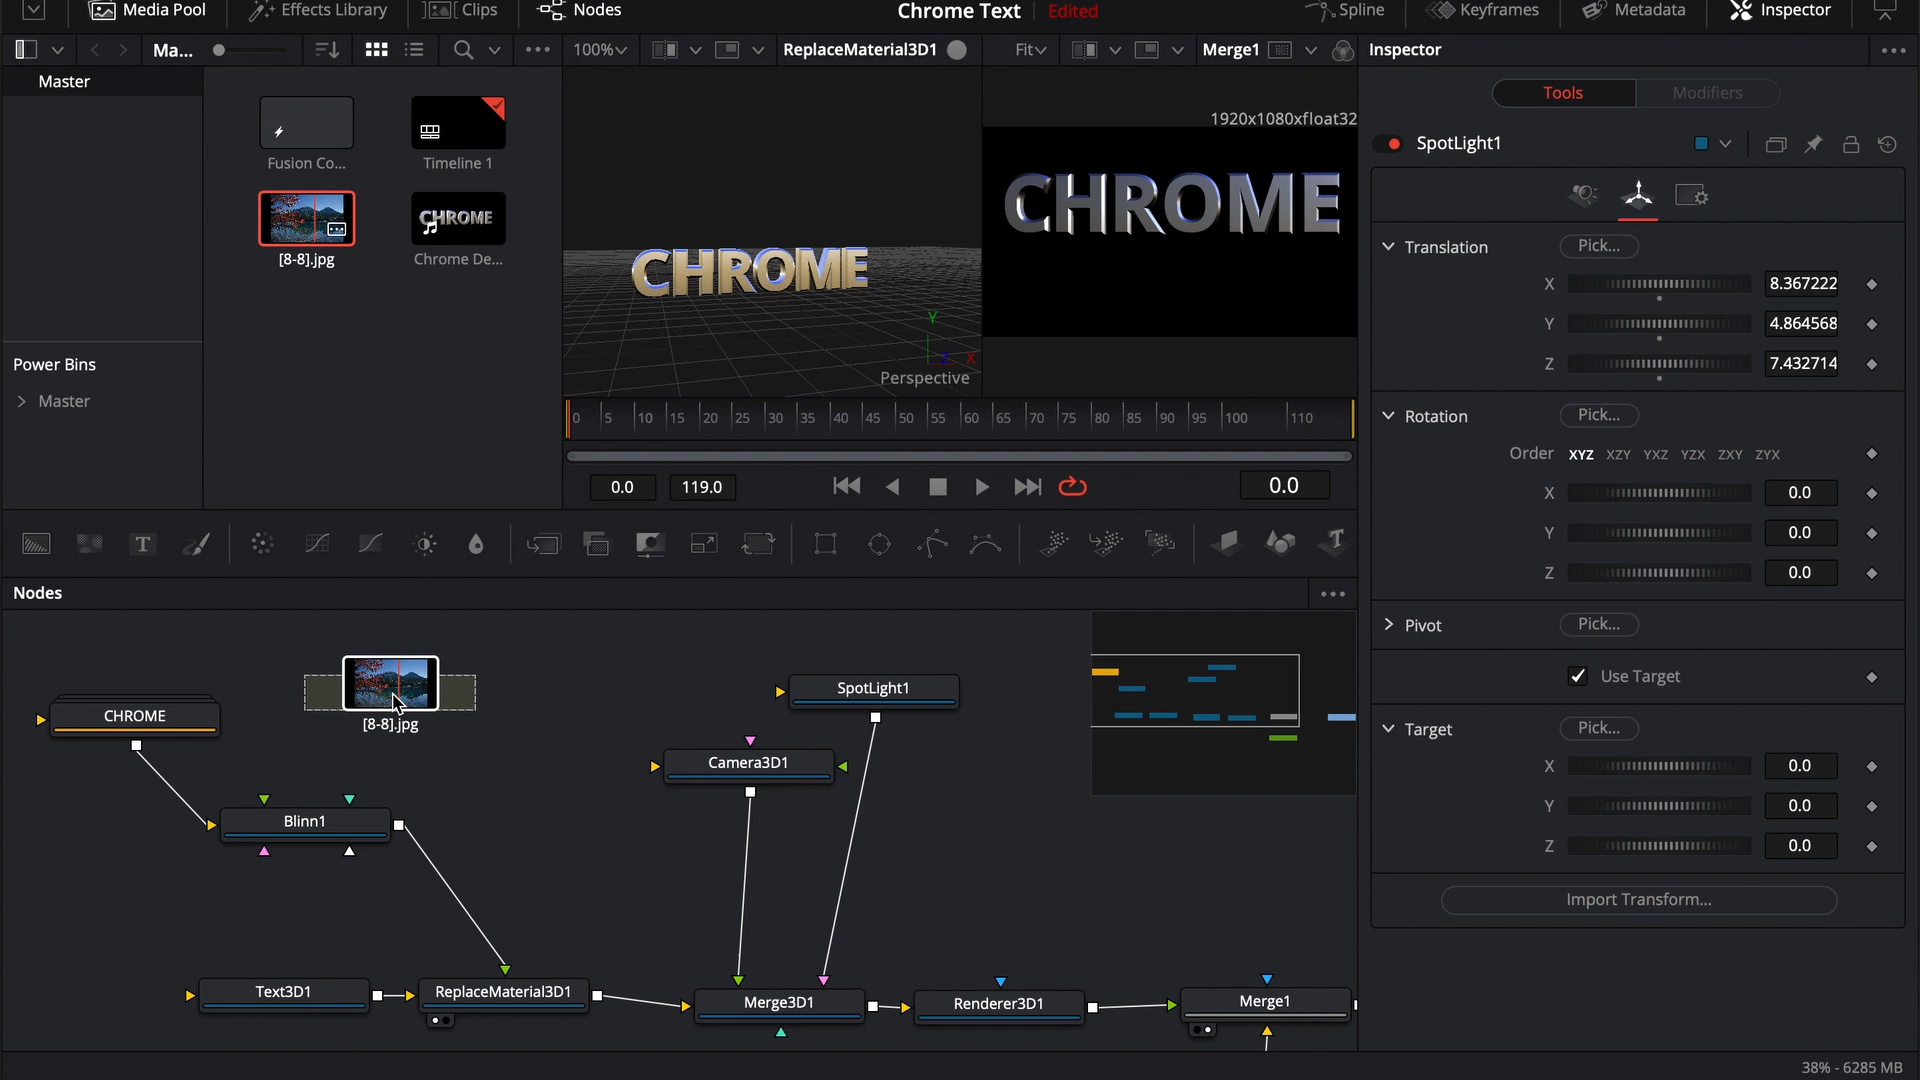 Media Pool
Effects Library
Clips
Nodes
Chrome Text
Edited
Spline
Keyframes
Metadata
Inspector
Ma...
100%
ReplaceMaterial3D1
Fit
Merge1
Inspector
Master
Power Bins
Master
Fusion Co...
Timeline 1
[8-8].jpg
CHROME
Chrome De...
CHROME
Y
Z
X
Perspective
1920x1080xfloat32
CHROME
0 5 10 15 20 25 30 35 40 45 50 55 60 65 70 75 80 85 90 95 100 110
0.0
119.0
0.0
Tools
Modifiers
SpotLight1
Translation
Pick...
X
8.367222
Y
4.864568
Z
7.432714
Rotation
Pick...
Order XYZ XZY YXZ YZX ZXY ZYX
X
0.0
Y
0.0
Z
0.0
Pivot
Pick...
Use Target
Target
Pick...
X
0.0
Y
0.0
Z
0.0
Import Transform...
T
T
Nodes
CHROME
[8-8].jpg
SpotLight1
Camera3D1
Blinn1
Text3D1
ReplaceMaterial3D1
Merge3D1
Renderer3D1
Merge1
38% - 6285 MB